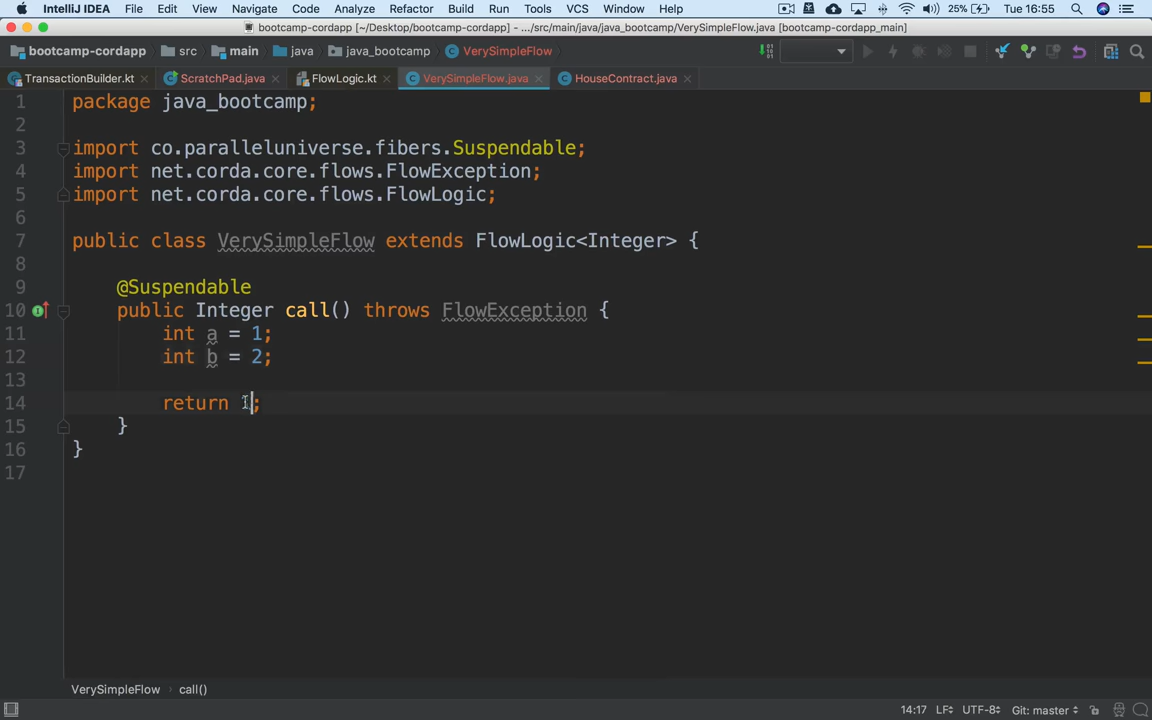 IntelliJ IDEA File Edit View Navigate Code Analyze Refactor Build Run Tools VCS Window Help 25% Tue 16:55
bootcamp-cordapp [~/Desktop/bootcamp-cordapp] - .../src/main/java/java_bootcamp/VerySimpleFlow.java [bootcamp-cordapp_main]
bootcamp-cordapp src main java java_bootcamp VerySimpleFlow
TransactionBuilder.kt ScratchPad.java FlowLogic.kt VerySimpleFlow.java HouseContract.java
1 package java_bootcamp;
2
3 import co.paralleluniverse.fibers.Suspendable;
4 import net.corda.core.flows.FlowException;
5 import net.corda.core.flows.FlowLogic;
6
7 public class VerySimpleFlow extends FlowLogic<Integer> {
8
9 @Suspendable
10 public Integer call() throws FlowException {
11 int a = 1;
12 int b = 2;
13
14 return ;
15 }
16 }
17
VerySimpleFlow › call()
14:17 LF UTF-8 Git: master